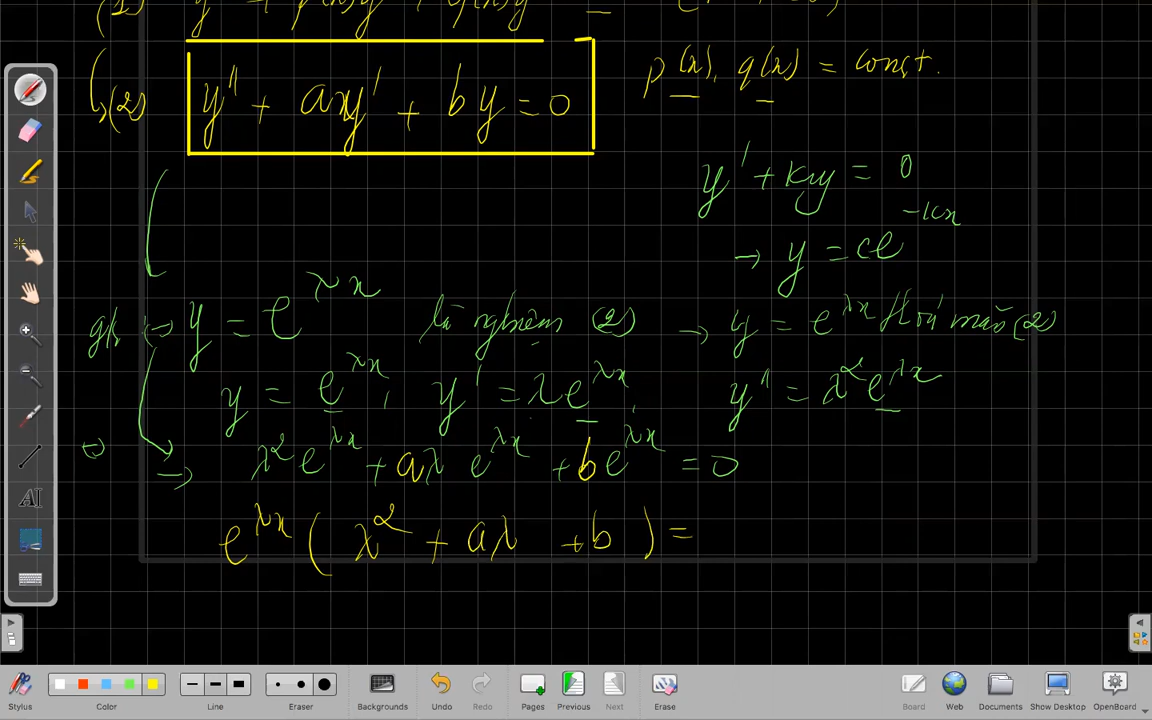 (2) y'' + ay' + by = 0
p(x), q(x) = const.
y' + ky = 0
→ y = ce^{-kx}
gk → y = e^{λx} là nghiệm (2) → y = e^{λx} thoả mãn (2)
y = e^{λx}, y' = λe^{λx}, y'' = λ²e^{λx}
→ λ²e^{λx} + aλe^{λx} + be^{λx} = 0
e^{λx}(λ² + aλ + b) =
Stylus
Color
Line
Eraser
Backgrounds
Undo
Redo
Pages
Previous
Next
Erase
Board
Web
Documents
Show Desktop
OpenBoard